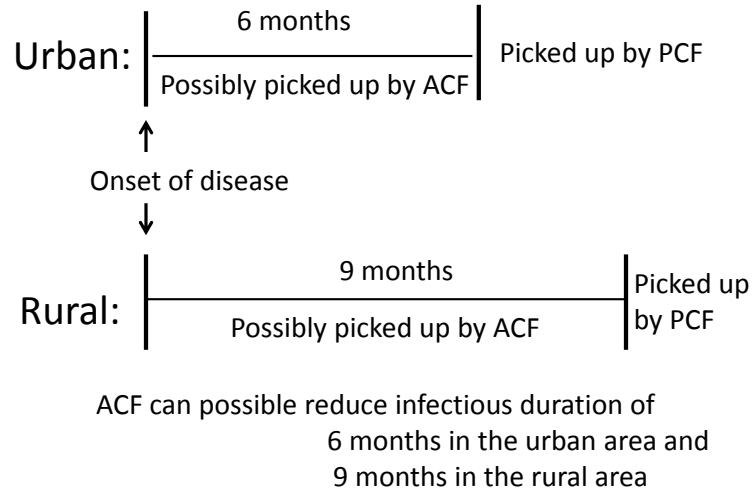 6 months
Urban:
Picked up by PCF
Possibly picked up by ACF
Onset of disease
9 months
Rural:
Picked up
by PCF
Possibly picked up by ACF
ACF can possible reduce infectious duration of
6 months in the urban area and
9 months in the rural area